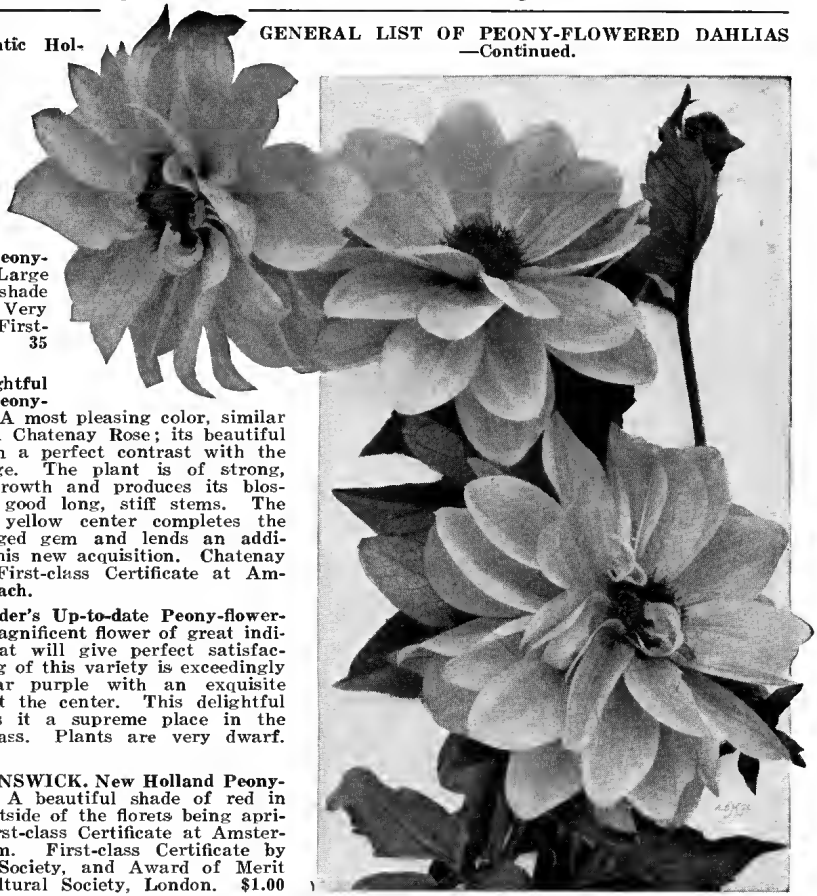 GENERAL LIST OF PEONY-FLOWERED DAHLIAS
—Continued.
ntic Hol-
eony-
Large
shade
Very
First-
35
ghtful
eony-
A most pleasing color, similar
Chatenay Rose; its beautiful
a perfect contrast with the
ge. The plant is of strong,
rowth and produces its blos-
good long, stiff stems. The
yellow center completes the
ged gem and lends an addi-
his new acquisition. Chatenay
First-class Certificate at Am-
ach.
der's Up-to-date Peony-flower-
agnificent flower of great indi-
at will give perfect satisfac-
g of this variety is exceedingly
ar purple with an exquisite
t the center. This delightful
s it a supreme place in the
ass. Plants are very dwarf.
NSWICK. New Holland Peony-
A beautiful shade of red in
tside of the florets being apri-
rst-class Certificate at Amster-
m. First-class Certificate by
Society, and Award of Merit
ltural Society, London. $1.00